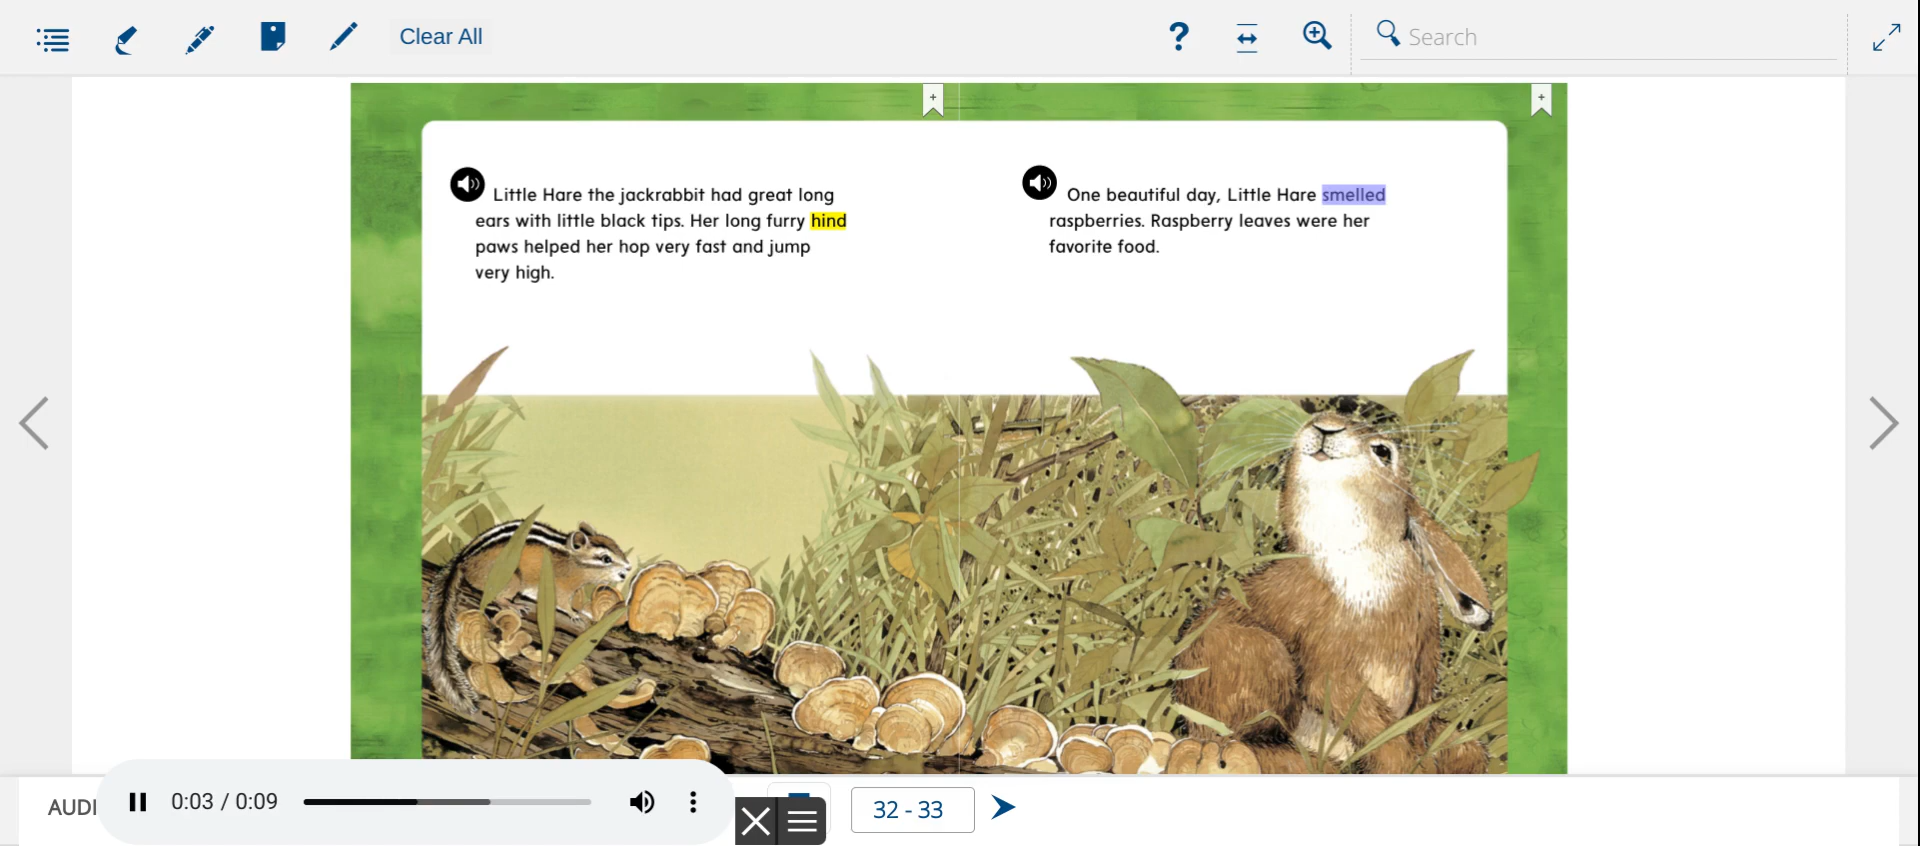 Clear All
?
Search
Little Hare the jackrabbit had great long
ears with little black tips. Her long furry hind
paws helped her hop very fast and jump
very high.
One beautiful day, Little Hare smelled
raspberries. Raspberry leaves were her
favorite food.
AUDI
0:03 / 0:09
32 - 33